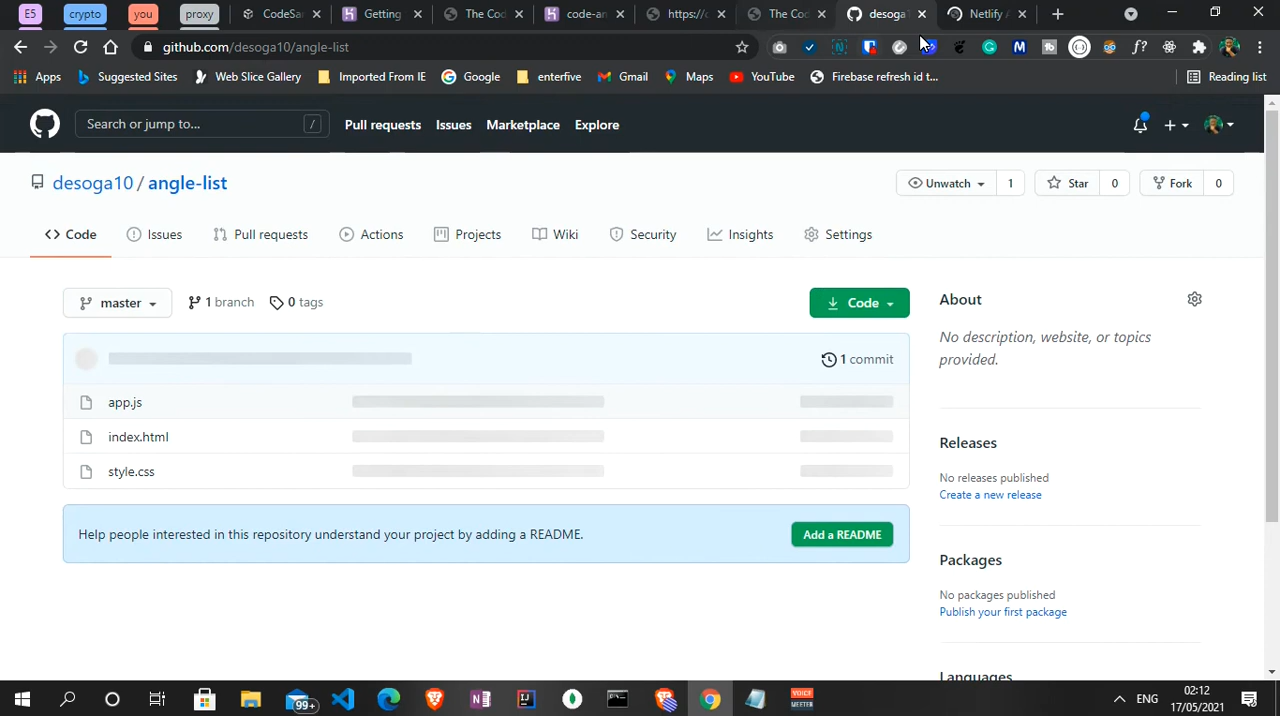 E5 crypto you proxy CodeSa Getting The C code-an https://c The C desoga Netlify
github.com/desoga10/angle-list
Apps Suggested Sites Web Slice Gallery Imported From IE Google enterfive Gmail Maps YouTube Firebase refresh id t... Reading list
Search or jump to... / Pull requests Issues Marketplace Explore
desoga10 / angle-list Unwatch 1 Star 0 Fork 0
Code Issues Pull requests Actions Projects Wiki Security Insights Settings
master 1 branch 0 tags Code About
No description, website, or topics
provided.
1 commit
app.js
index.html
style.css
Releases
No releases published
Create a new release
Help people interested in this repository understand your project by adding a README. Add a README
Packages
No packages published
Publish your first package
Languages
99+ VOICE MEETER ENG 02:12
17/05/2021